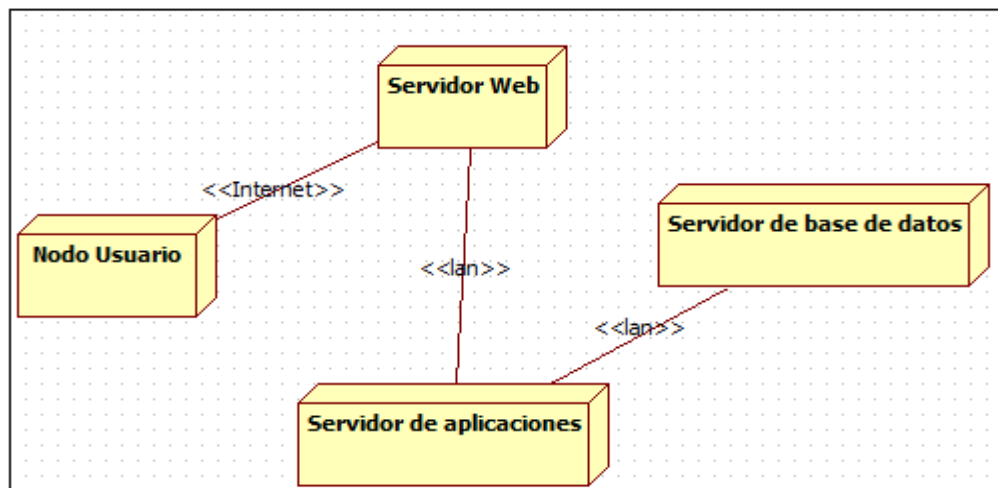 Servidor Web
<<Internet>>
Servidor de base de datos
Nodo Usuario
<<lan>>
<<lan>>
Servidor de aplicaciones